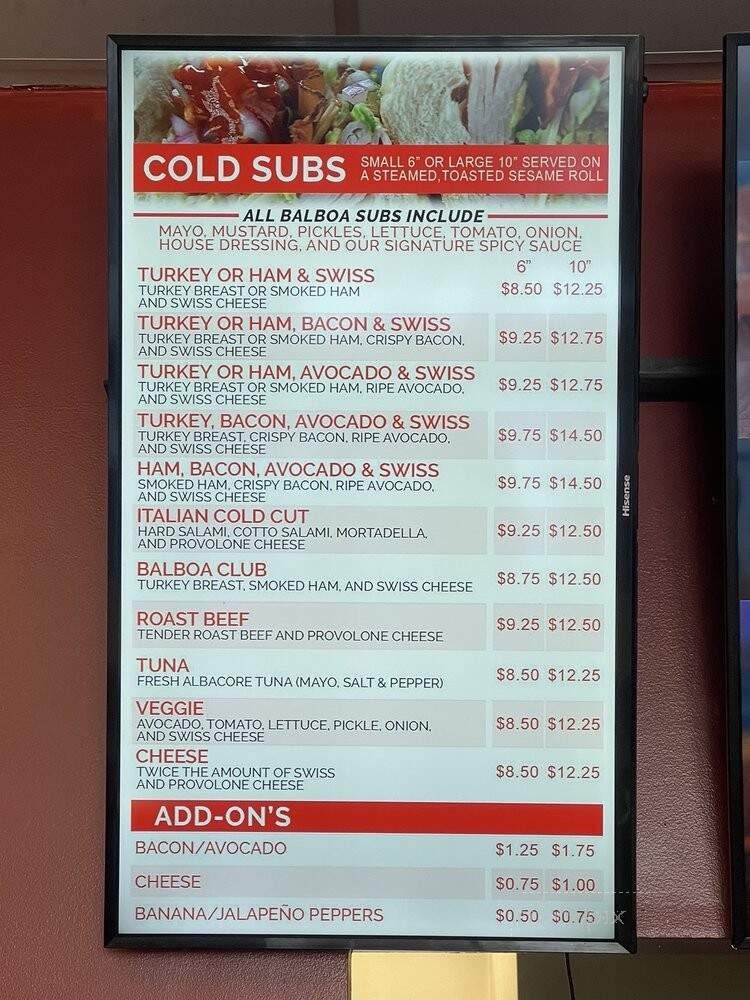 COLD SUBS
SMALL 6" OR LARGE 10" SERVED ON
A STEAMED, TOASTED SESAME ROLL
ALL BALBOA SUBS INCLUDE
MAYO, MUSTARD, PICKLES, LETTUCE, TOMATO, ONION,
HOUSE DRESSING, AND OUR SIGNATURE SPICY SAUCE
6" 10"
TURKEY OR HAM & SWISS
TURKEY BREAST OR SMOKED HAM
AND SWISS CHEESE
$8.50 $12.25
TURKEY OR HAM, BACON & SWISS
TURKEY BREAST OR SMOKED HAM, CRISPY BACON,
AND SWISS CHEESE
$9.25 $12.75
TURKEY OR HAM, AVOCADO & SWISS
TURKEY BREAST OR SMOKED HAM, RIPE AVOCADO,
AND SWISS CHEESE
$9.25 $12.75
TURKEY, BACON, AVOCADO & SWISS
TURKEY BREAST, CRISPY BACON, RIPE AVOCADO,
AND SWISS CHEESE
$9.75 $14.50
HAM, BACON, AVOCADO & SWISS
SMOKED HAM, CRISPY BACON, RIPE AVOCADO,
AND SWISS CHEESE
$9.75 $14.50
ITALIAN COLD CUT
HARD SALAMI, COTTO SALAMI, MORTADELLA,
AND PROVOLONE CHEESE
$9.25 $12.50
BALBOA CLUB
TURKEY BREAST, SMOKED HAM, AND SWISS CHEESE
$8.75 $12.50
ROAST BEEF
TENDER ROAST BEEF AND PROVOLONE CHEESE
$9.25 $12.50
TUNA
FRESH ALBACORE TUNA (MAYO, SALT & PEPPER)
$8.50 $12.25
VEGGIE
AVOCADO, TOMATO, LETTUCE, PICKLE, ONION,
AND SWISS CHEESE
$8.50 $12.25
CHEESE
TWICE THE AMOUNT OF SWISS
AND PROVOLONE CHEESE
$8.50 $12.25
ADD-ON'S
BACON/AVOCADO $1.25 $1.75
CHEESE $0.75 $1.00
BANANA/JALAPEÑO PEPPERS $0.50 $0.75
Hisense